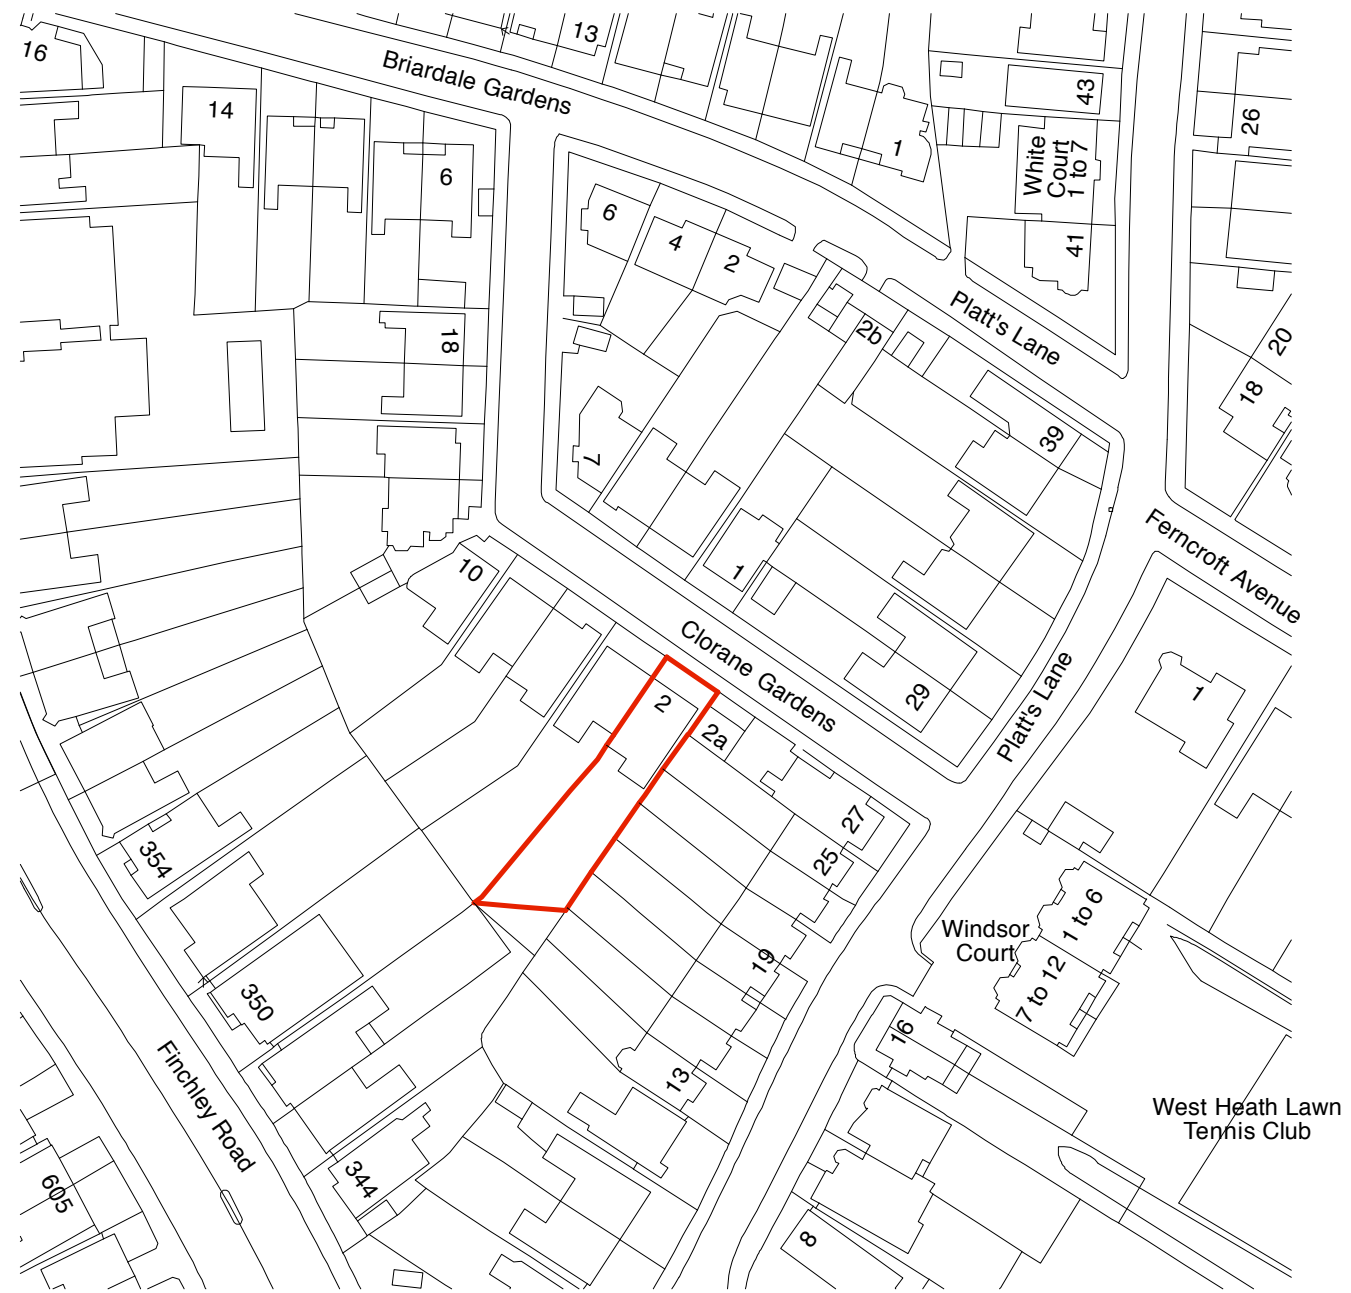 16
13
Briardale Gardens
14
6
1
43
White
Court
1 to 7
26
41
6
4
2
18
2b
Platt's Lane
20
18
39
7
1
10
Ferncroft Avenue
Clorane Gardens
29
Platt's Lane
1
2
2a
27
25
354
350
19
13
Windsor
Court
1 to 6
7 to 12
16
Finchley Road
West Heath Lawn
Tennis Club
344
605
8